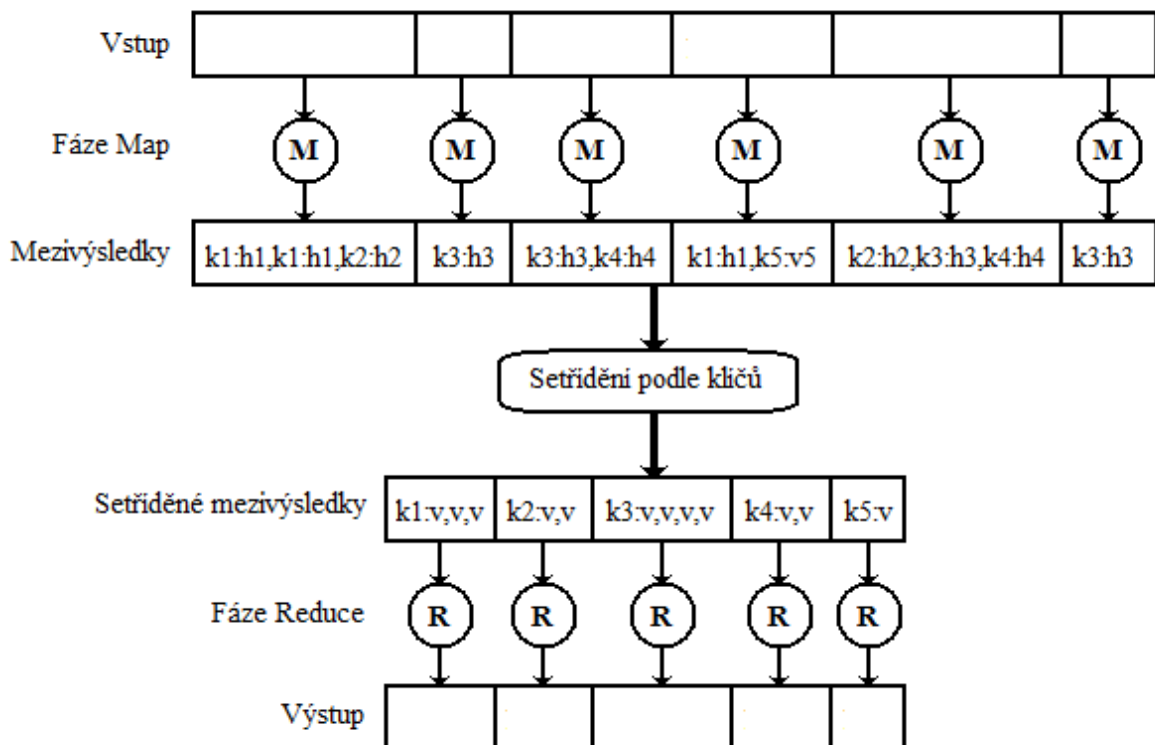 Vstup
Fáze Map
M M M M M M
Mezivýsledky
k1:h1,k1:h1,k2:h2 k3:h3 k3:h3,k4:h4 k1:h1,k5:v5 k2:h2,k3:h3,k4:h4 k3:h3
Setřídění podle klíčů
Setříděné mezivýsledky
k1:v,v,v k2:v,v k3:v,v,v,v k4:v,v k5:v
Fáze Reduce
R R R R R
Výstup